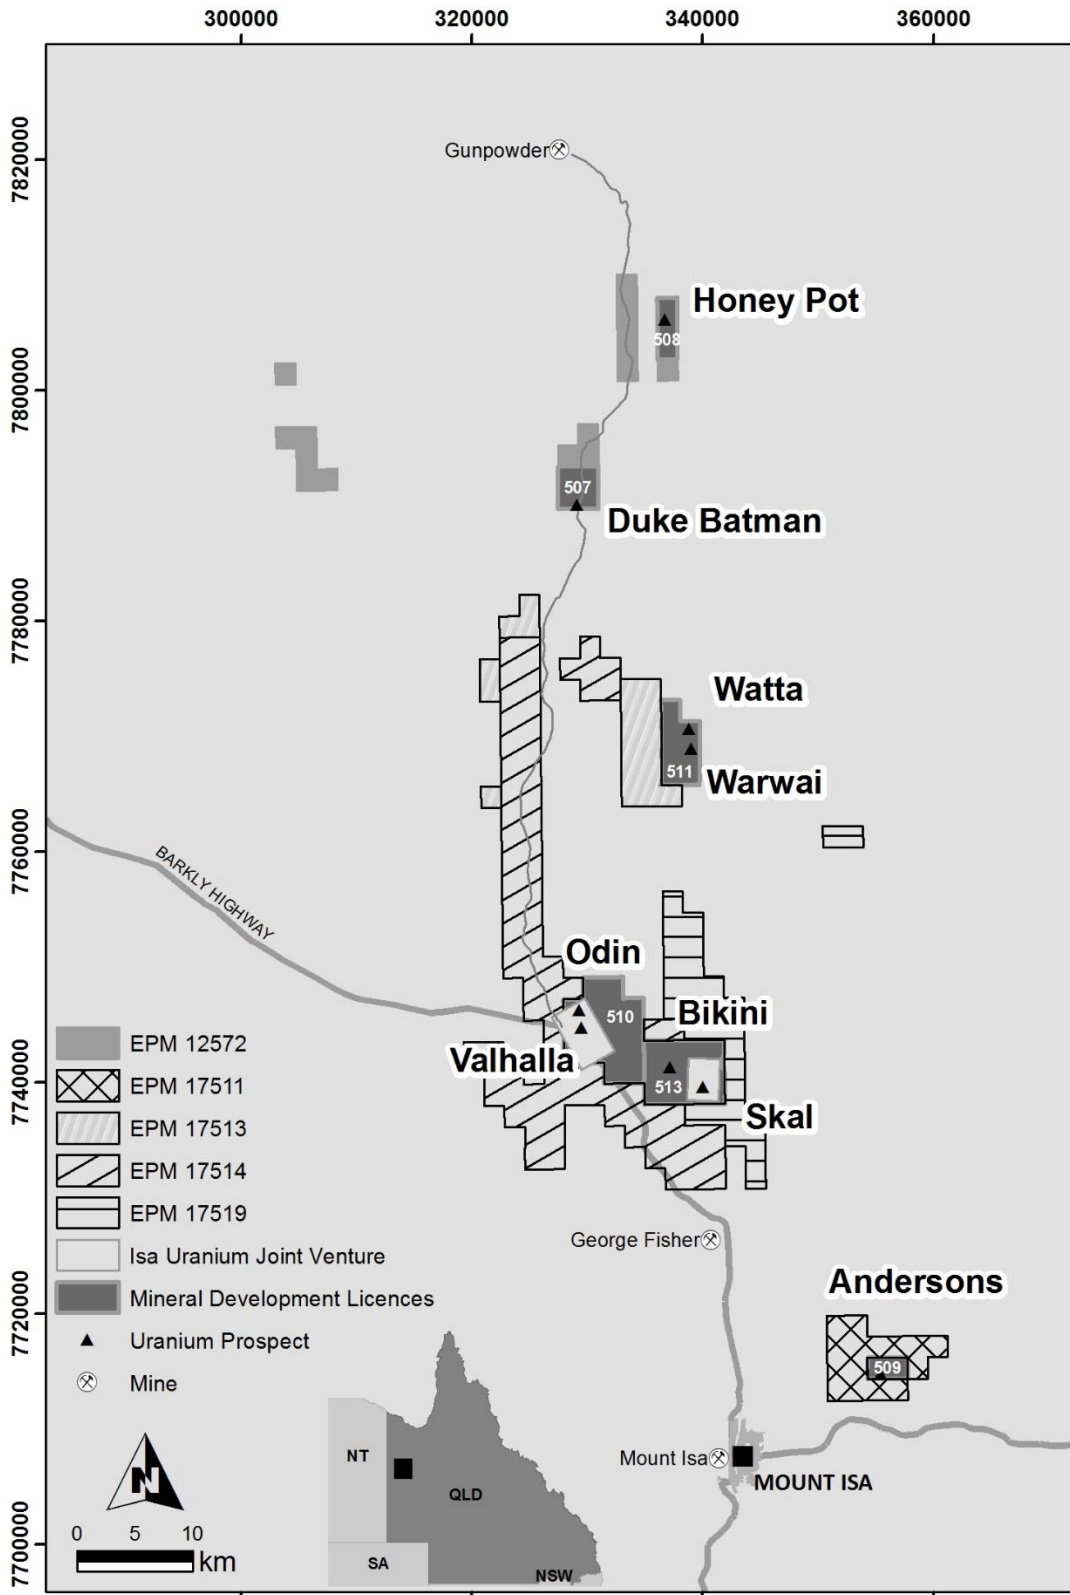 300000
320000
340000
360000
7820000
Gunpowder
Honey Pot
508
7800000
507
Duke Batman
7780000
Watta
511
Warwai
7760000
BARKLY HIGHWAY
Odin
510
Bikini
Valhalla
513
7740000
Skal
EPM 12572
EPM 17511
EPM 17513
EPM 17514
EPM 17519
Isa Uranium Joint Venture
Mineral Development Licences
Uranium Prospect
Mine
George Fisher
Andersons
7720000
509
Mount Isa
MOUNT ISA
NT
QLD
SA
NSW
N
0 5 10
km
7700000